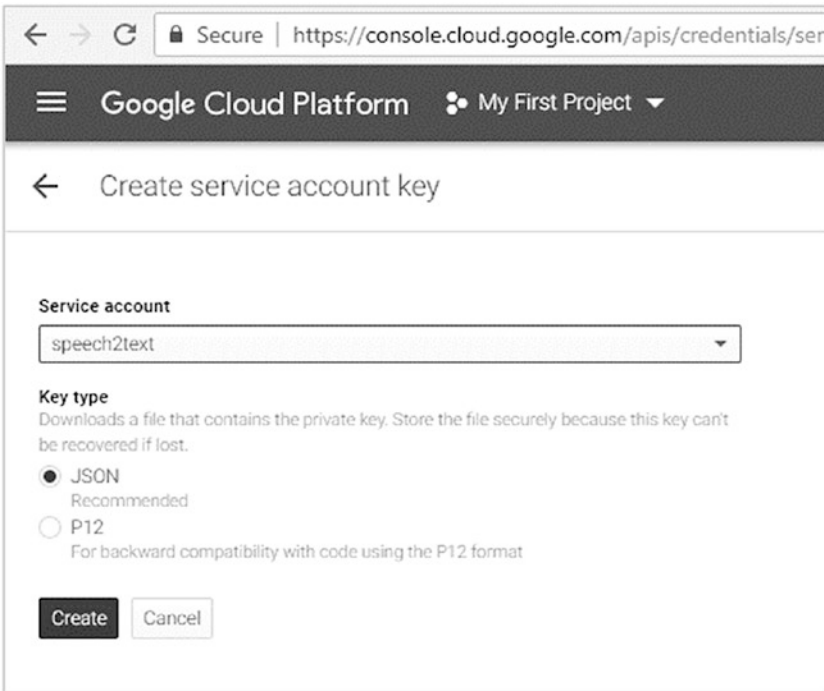 Secure | https://console.cloud.google.com/apis/credentials/ser
Google Cloud Platform My First Project
Create service account key
Service account
speech2text
Key type
Downloads a file that contains the private key. Store the file securely because this key can't
be recovered if lost.
JSON
Recommended
P12
For backward compatibility with code using the P12 format
Create Cancel